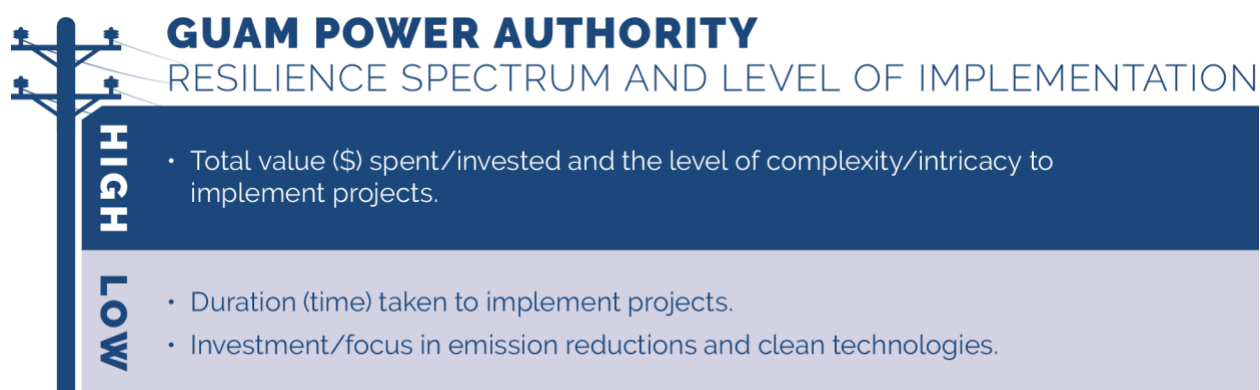 GUAM POWER AUTHORITY
RESILIENCE SPECTRUM AND LEVEL OF IMPLEMENTATION
HIGH
• Total value ($) spent/invested and the level of complexity/intricacy to
implement projects.
LOW
• Duration (time) taken to implement projects.
• Investment/focus in emission reductions and clean technologies.